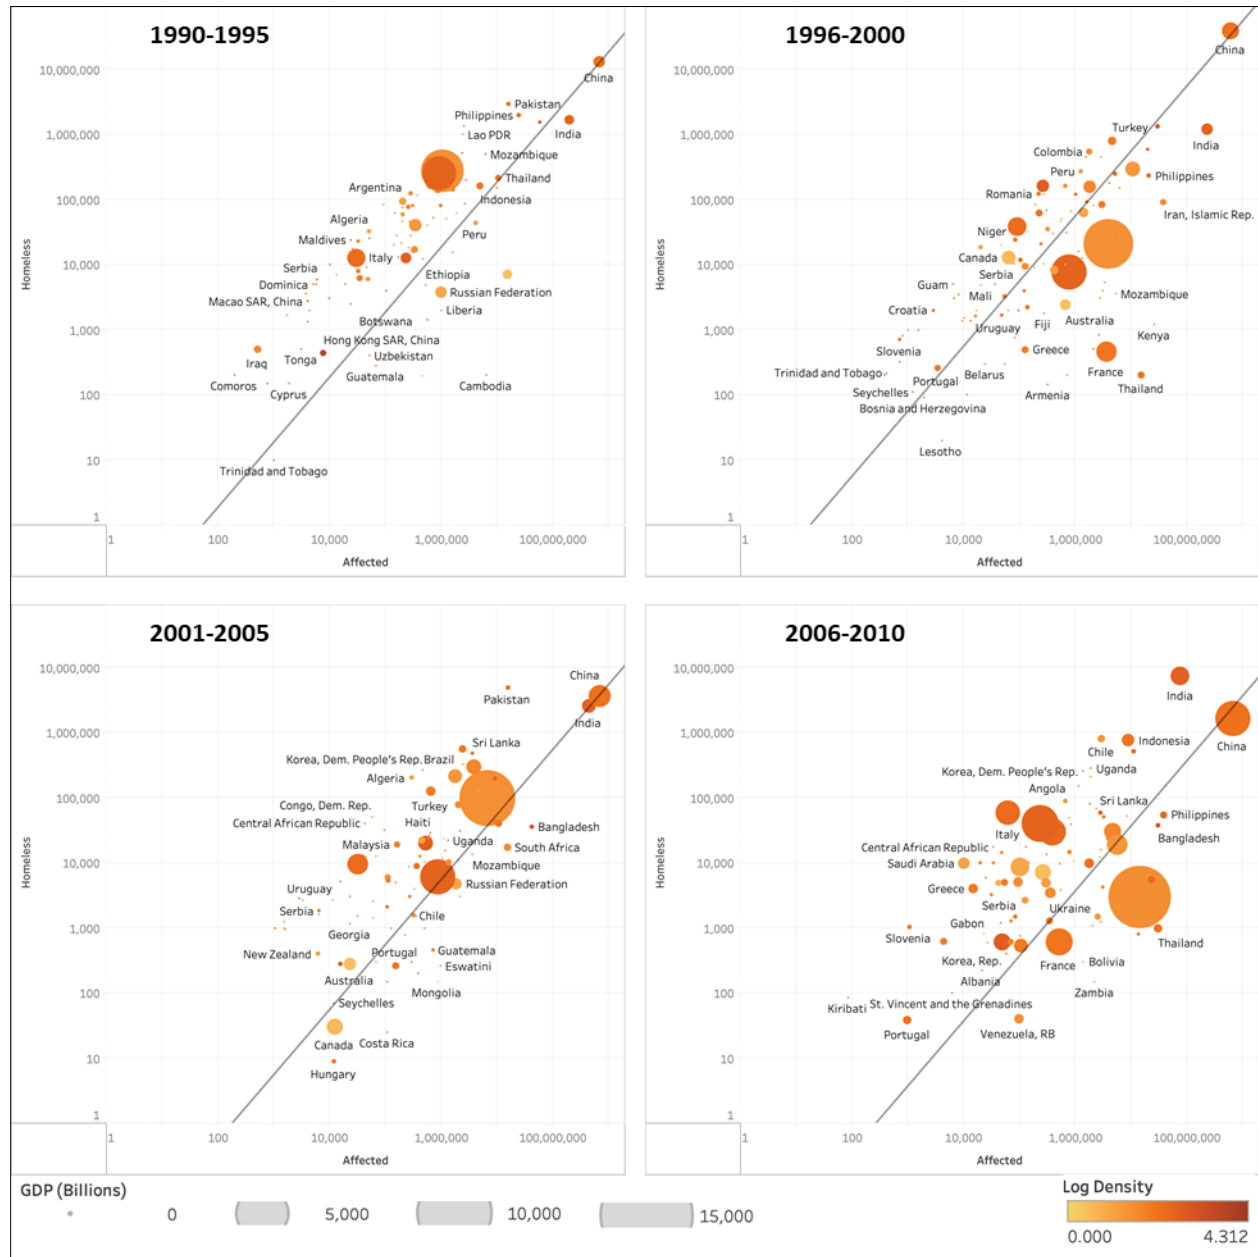 1990-1995
10,000,000
1,000,000
100,000
10,000
1,000
100
10
1
Homeless
China
Pakistan
Philippines
India
Lao PDR
Mozambique
Thailand
Argentina
Indonesia
Algeria
Peru
Maldives
Italy
Serbia
Ethiopia
Dominica
Russian Federation
Macao SAR, China
Liberia
Botswana
Hong Kong SAR, China
Iraq
Tonga
Uzbekistan
Guatemala
Comoros
Cyprus
Cambodia
Trinidad and Tobago
1
100
10,000
1,000,000
100,000,000
Affected
1996-2000
10,000,000
1,000,000
100,000
10,000
1,000
100
10
1
Homeless
China
Turkey
India
Colombia
Peru
Philippines
Romania
Iran, Islamic Rep.
Niger
Canada
Serbia
Guam
Mali
Mozambique
Croatia
Uruguay
Fiji
Australia
Kenya
Slovenia
Greece
Trinidad and Tobago
Portugal
Belarus
France
Thailand
Seychelles
Armenia
Bosnia and Herzegovina
Lesotho
1
100
10,000
1,000,000
100,000,000
Affected
2001-2005
10,000,000
1,000,000
100,000
10,000
1,000
100
10
1
Homeless
China
Pakistan
India
Sri Lanka
Korea, Dem. People's Rep.
Brazil
Algeria
Congo, Dem. Rep.
Turkey
Central African Republic
Haiti
Bangladesh
Malaysia
Uganda
South Africa
Mozambique
Uruguay
Russian Federation
Serbia
Chile
Georgia
New Zealand
Portugal
Guatemala
Australia
Eswatini
Mongolia
Seychelles
Canada
Costa Rica
Hungary
1
100
10,000
1,000,000
100,000,000
Affected
2006-2010
10,000,000
1,000,000
100,000
10,000
1,000
100
10
1
Homeless
India
China
Chile
Indonesia
Korea, Dem. People's Rep.
Uganda
Angola
Sri Lanka
Philippines
Italy
Bangladesh
Central African Republic
Saudi Arabia
Greece
Serbia
Ukraine
Gabon
Slovenia
Thailand
Korea, Rep.
France
Bolivia
Albania
Zambia
Kiribati
St. Vincent and the Grenadines
Portugal
Venezuela, RB
1
100
10,000
1,000,000
100,000,000
Affected
GDP (Billions)
0
5,000
10,000
15,000
Log Density
0.000
4.312